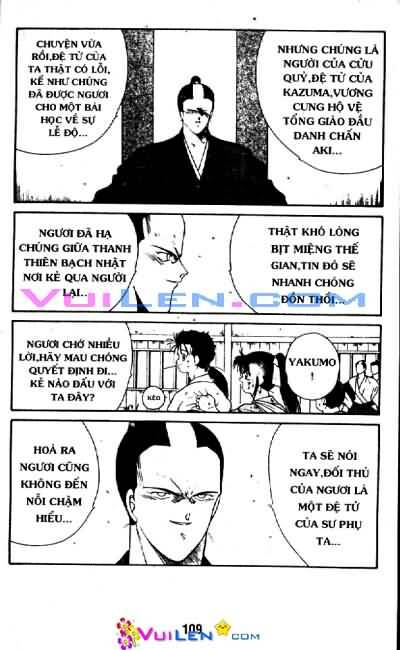 NHƯNG CHÚNG LÀ
NGƯỜI CỦA CỬU
QUỶ, ĐỆ TỬ CỦA
KAZUMA,VƯƠNG
CUNG HỘ VỆ
TỔNG GIÁO ĐẦU
DANH CHẤN
AKI...
CHUYỆN VỪA
RỒI,ĐỆ TỬ CỦA
TA THẬT CÓ LỖI,
KỂ NHƯ CHÚNG
ĐÃ ĐƯỢC NGƯƠI
CHO MỘT BÀI
HỌC VỀ SỰ
LỄ ĐỘ...
THẬT KHÓ LÒNG
BỊT MIỆNG THẾ
GIAN,TIN ĐÓ SẼ
NHANH CHÓNG
ĐỒN THỔI...
NGƯƠI ĐÃ HẠ
CHÚNG GIỮA THANH
THIÊN BẠCH NHẬT
NƠI KẺ QUA NGƯỜI
LẠI...
VUILEN.COM
YAKUMO
!
KÉO
NGƯƠI CHỚ NHIỀU
LỜI,HÃY MAU CHÓNG
QUYẾT ĐỊNH ĐI...
KẺ NÀO ĐẤU VỚI
TA ĐÂY?
TA SẼ NÓI
NGAY,ĐỐI THỦ
CỦA NGƯƠI LÀ
MỘT ĐỆ TỬ
CỦA SƯ PHỤ
TA...
HOÁ RA
NGƯƠI CŨNG
KHÔNG ĐẾN
NỖI CHẬM
HIỂU...
109
VUILEN